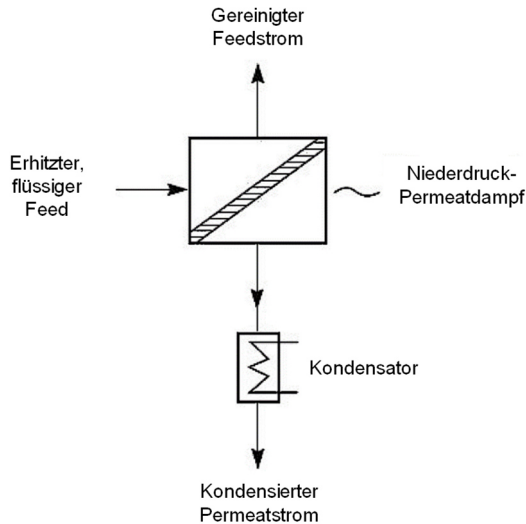 Gereinigter
Feedstrom
Erhitzter,
flüssiger
Feed
Niederdruck-
Permeatdampf
Kondensator
Kondensierter
Permeatstrom